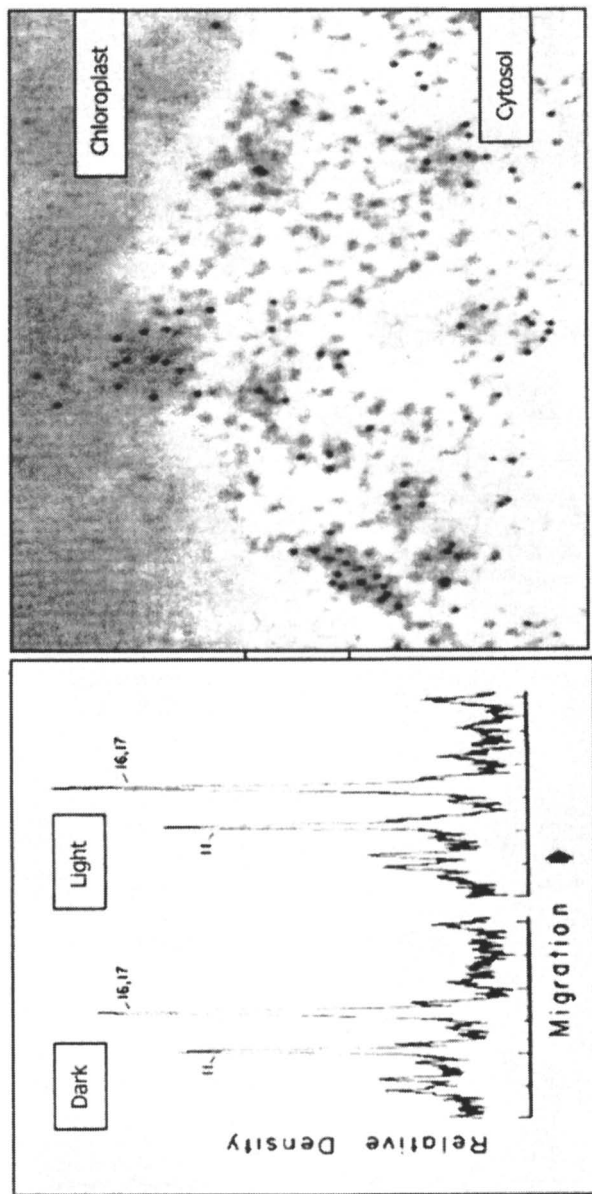 Dark
Light
16,17
16,17
11
11
Relative Density
Migration
Chloroplast
Cytosol